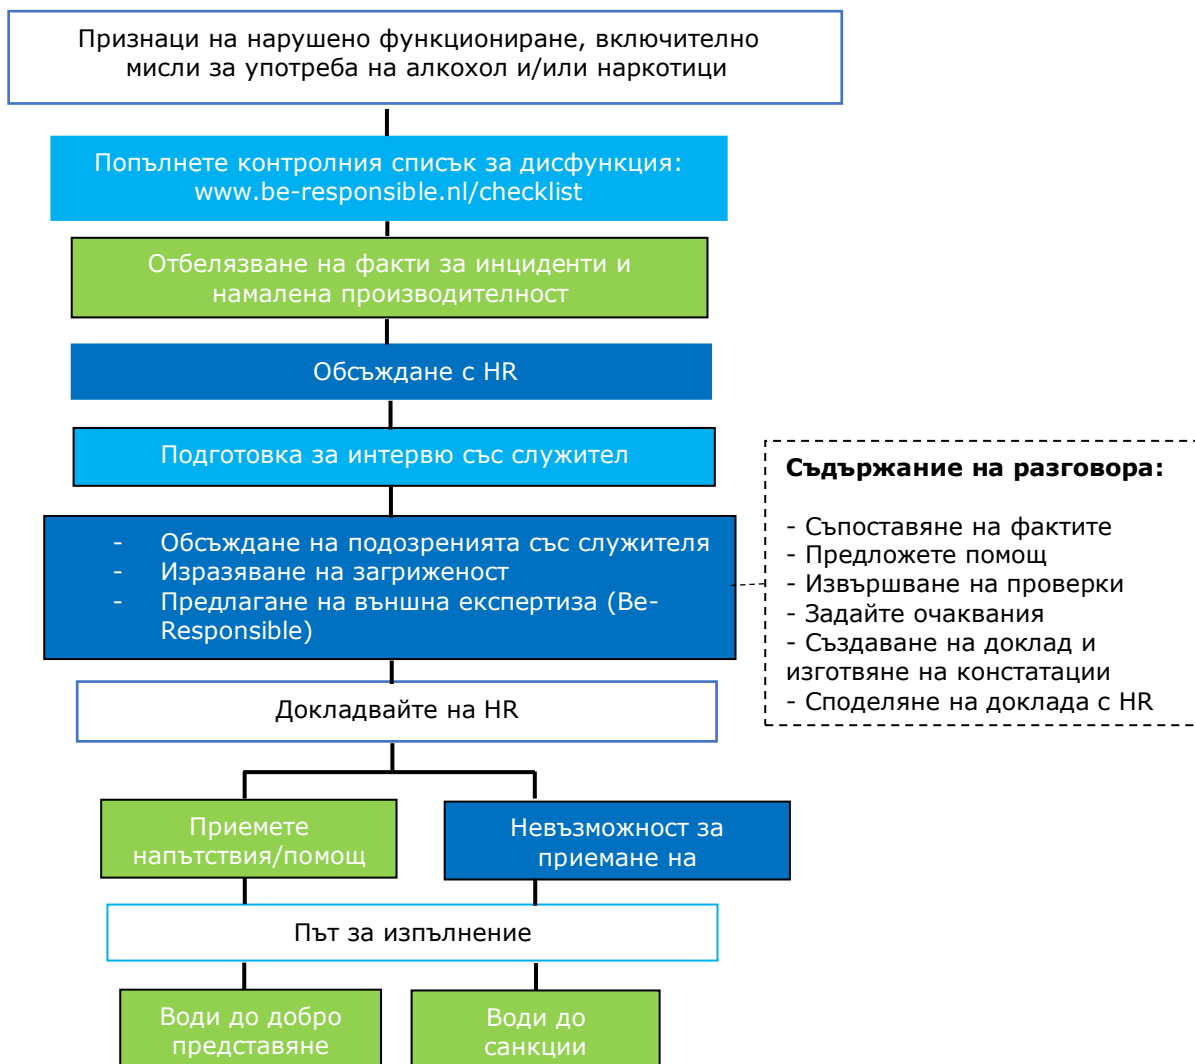 Признаци на нарушено функциониране, включително
мисли за употреба на алкохол и/или наркотици
Попълнете контролния списък за дисфункция:
www.be-responsible.nl/checklist
Отбелязване на факти за инциденти и
намалена производителност
Обсъждане с HR
Подготовка за интервю със служител
- Обсъждане на подозренията със служителя
- Изразяване на загриженост
- Предлагане на външна експертиза (Be-
Responsible)
Съдържание на разговора:
- Съпоставяне на фактите
- Предложете помощ
- Извършване на проверки
- Задайте очаквания
- Създаване на доклад и
изготвяне на констатации
- Споделяне на доклада с HR
Докладвайте на HR
Приемете
напътствия/помощ
Невъзможност за
приемане на
Път за изпълнение
Води до добро
представяне
Води до
санкции